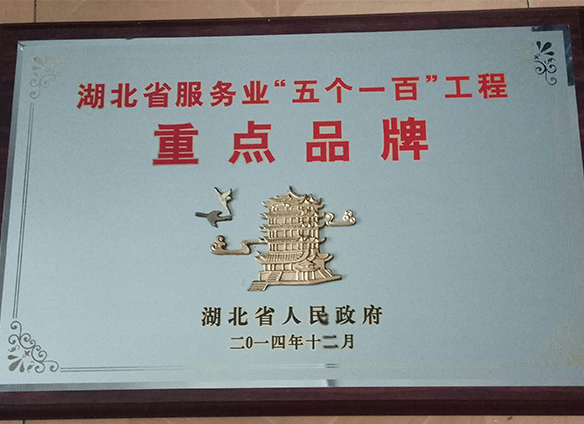 湖北省服务业“五个一百”工程
重点品牌
湖北省人民政府
二0一四年十二月